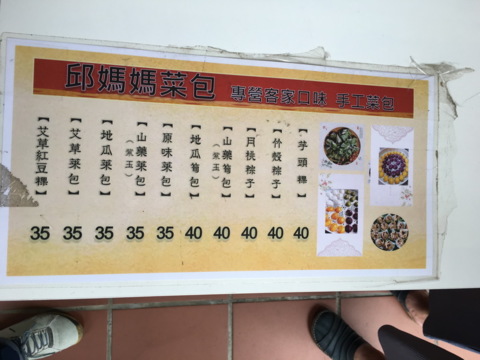 邱媽媽菜包 專營客家口味 手工菜包
【芋頭粿】 40
【竹殼粽子】 40
【月桃粽子】 40
【山藥筍包】(紫玉) 40
【地瓜筍包】 40
【原味菜包】 35
【山藥菜包】(紫玉) 35
【地瓜菜包】 35
【艾草菜包】 35
【艾草紅豆粿】 35